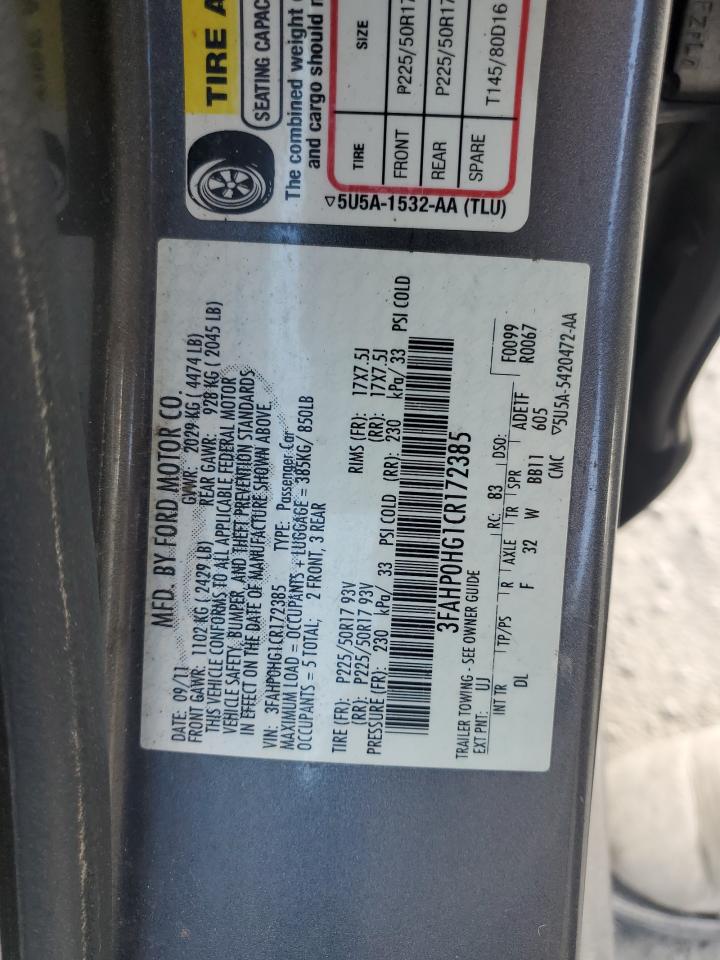 TIRE A
SEATING CAPAC
The combined weight
and cargo should n
TIRE SIZE
FRONT P225/50R17
REAR P225/50R17
SPARE T145/80D16
5U5A-1532-AA (TLU)
MFD. BY FORD MOTOR CO.
DATE: 09/11 GVWR: 2029 KG ( 4474 LB)
FRONT GAWR: 1102 KG ( 2429 LB) REAR GAWR: 928 KG ( 2045 LB)
THIS VEHICLE CONFORMS TO ALL APPLICABLE FEDERAL MOTOR
VEHICLE SAFETY, BUMPER, AND THEFT PREVENTION STANDARDS
IN EFFECT ON THE DATE OF MANUFACTURE SHOWN ABOVE.
VIN: 3FAHP0HG1CR172385 TYPE: Passenger Car
MAXIMUM LOAD = OCCUPANTS + LUGGAGE = 385KG/ 850LB
OCCUPANTS = 5 TOTAL; 2 FRONT, 3 REAR
TIRE (FR): P225/50R17 93V RIMS (FR): 17X7.5J
(RR): P225/50R17 93V (RR): 17X7.5J
PRESSURE (FR): 230 kPa/ 33 PSI COLD (RR): 230 kPa/ 33 PSI COLD
3FAHP0HG1CR172385
TRAILER TOWING - SEE OWNER GUIDE F0099
EXT PNT: UJ RC: 83 DSO: R0067
INT TR TP/PS R AXLE TR SPR ADETF
DL F 32 W BB11 605
CMC 5U5A-5420472-AA